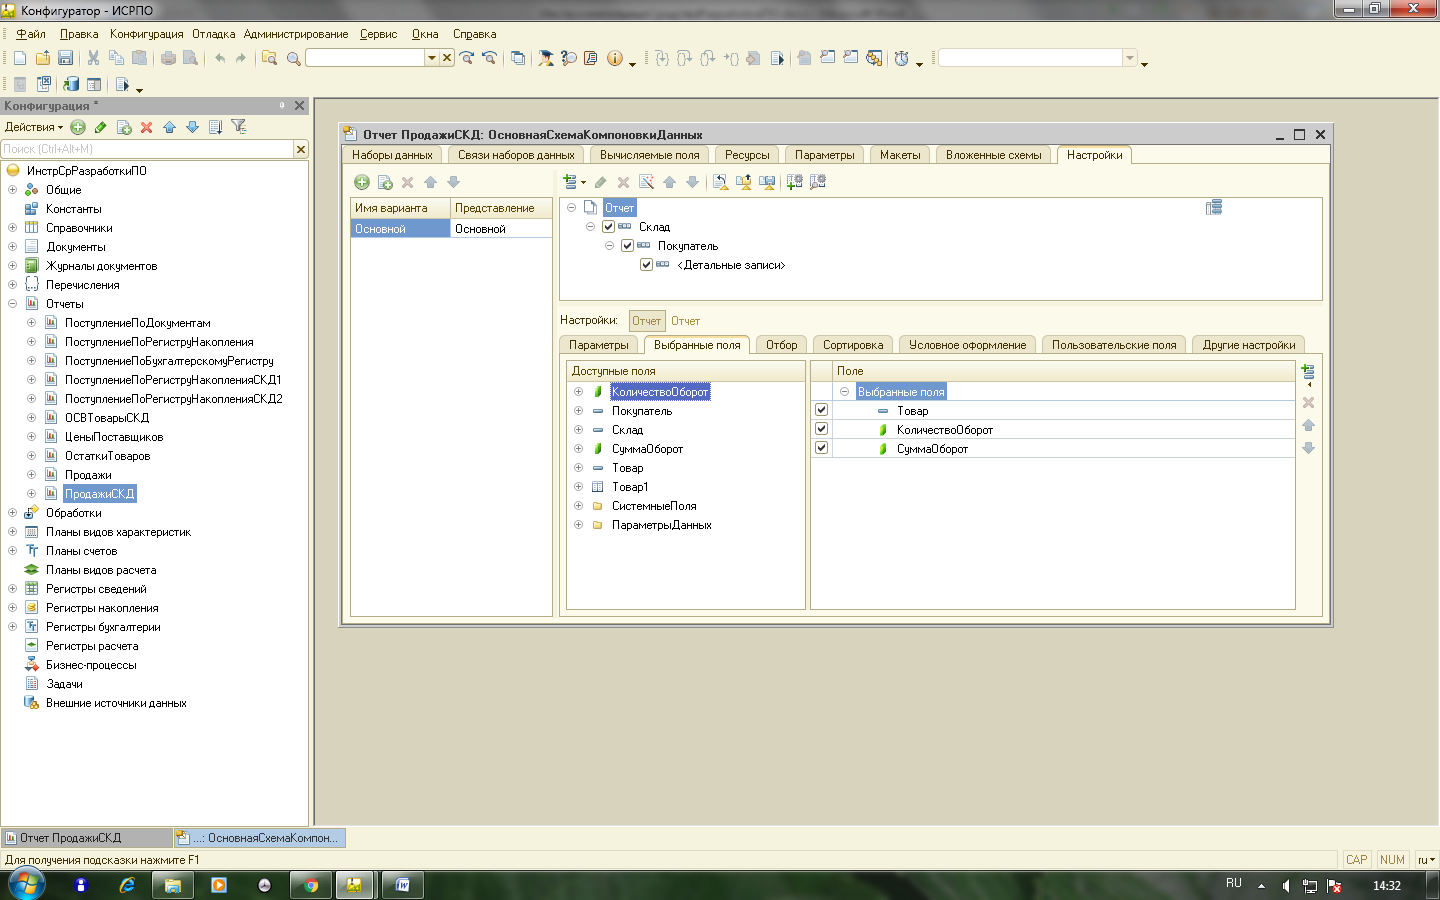 Конфигуратор - ИСРПО
Файл Правка Конфигурация Отладка Администрирование Сервис Окна Справка
Конфигурация *
Действия
Поиск (Ctrl+Alt+M)
ИнстрСрРазработкиПО
Общие
Константы
Справочники
Документы
Журналы документов
Перечисления
Отчеты
ПоступлениеПоДокументам
ПоступлениеПоРегиструНакопления
ПоступлениеПоБухгалтерскомуРегистру
ПоступлениеПоРегиструНакопленияСКД1
ПоступлениеПоРегиструНакопленияСКД2
ОСВТоварыСКД
ЦеныПоставщиков
ОстаткиТоваров
Продажи
ПродажиСКД
Обработки
Планы видов характеристик
Планы счетов
Планы видов расчета
Регистры сведений
Регистры накопления
Регистры бухгалтерии
Регистры расчета
Бизнес-процессы
Задачи
Внешние источники данных
Отчет ПродажиСКД: ОсновнаяСхемаКомпоновкиДанных
Наборы данных Связи наборов данных Вычисляемые поля Ресурсы Параметры Макеты Вложенные схемы Настройки
Имя варианта Представление
Основной Основной
Отчет
Склад
Покупатель
<Детальные записи>
Настройки: Отчет Отчет
Параметры Выбранные поля Отбор Сортировка Условное оформление Пользовательские поля Другие настройки
Доступные поля
КоличествоОборот
Покупатель
Склад
СуммаОборот
Товар
Товар1
СистемныеПоля
ПараметрыДанных
Поле
Выбранные поля
Товар
КоличествоОборот
СуммаОборот
Отчет ПродажиСКД
...: ОсновнаяСхемаКомпон...
Для получения подсказки нажмите F1
CAP NUM ru
RU 14:32